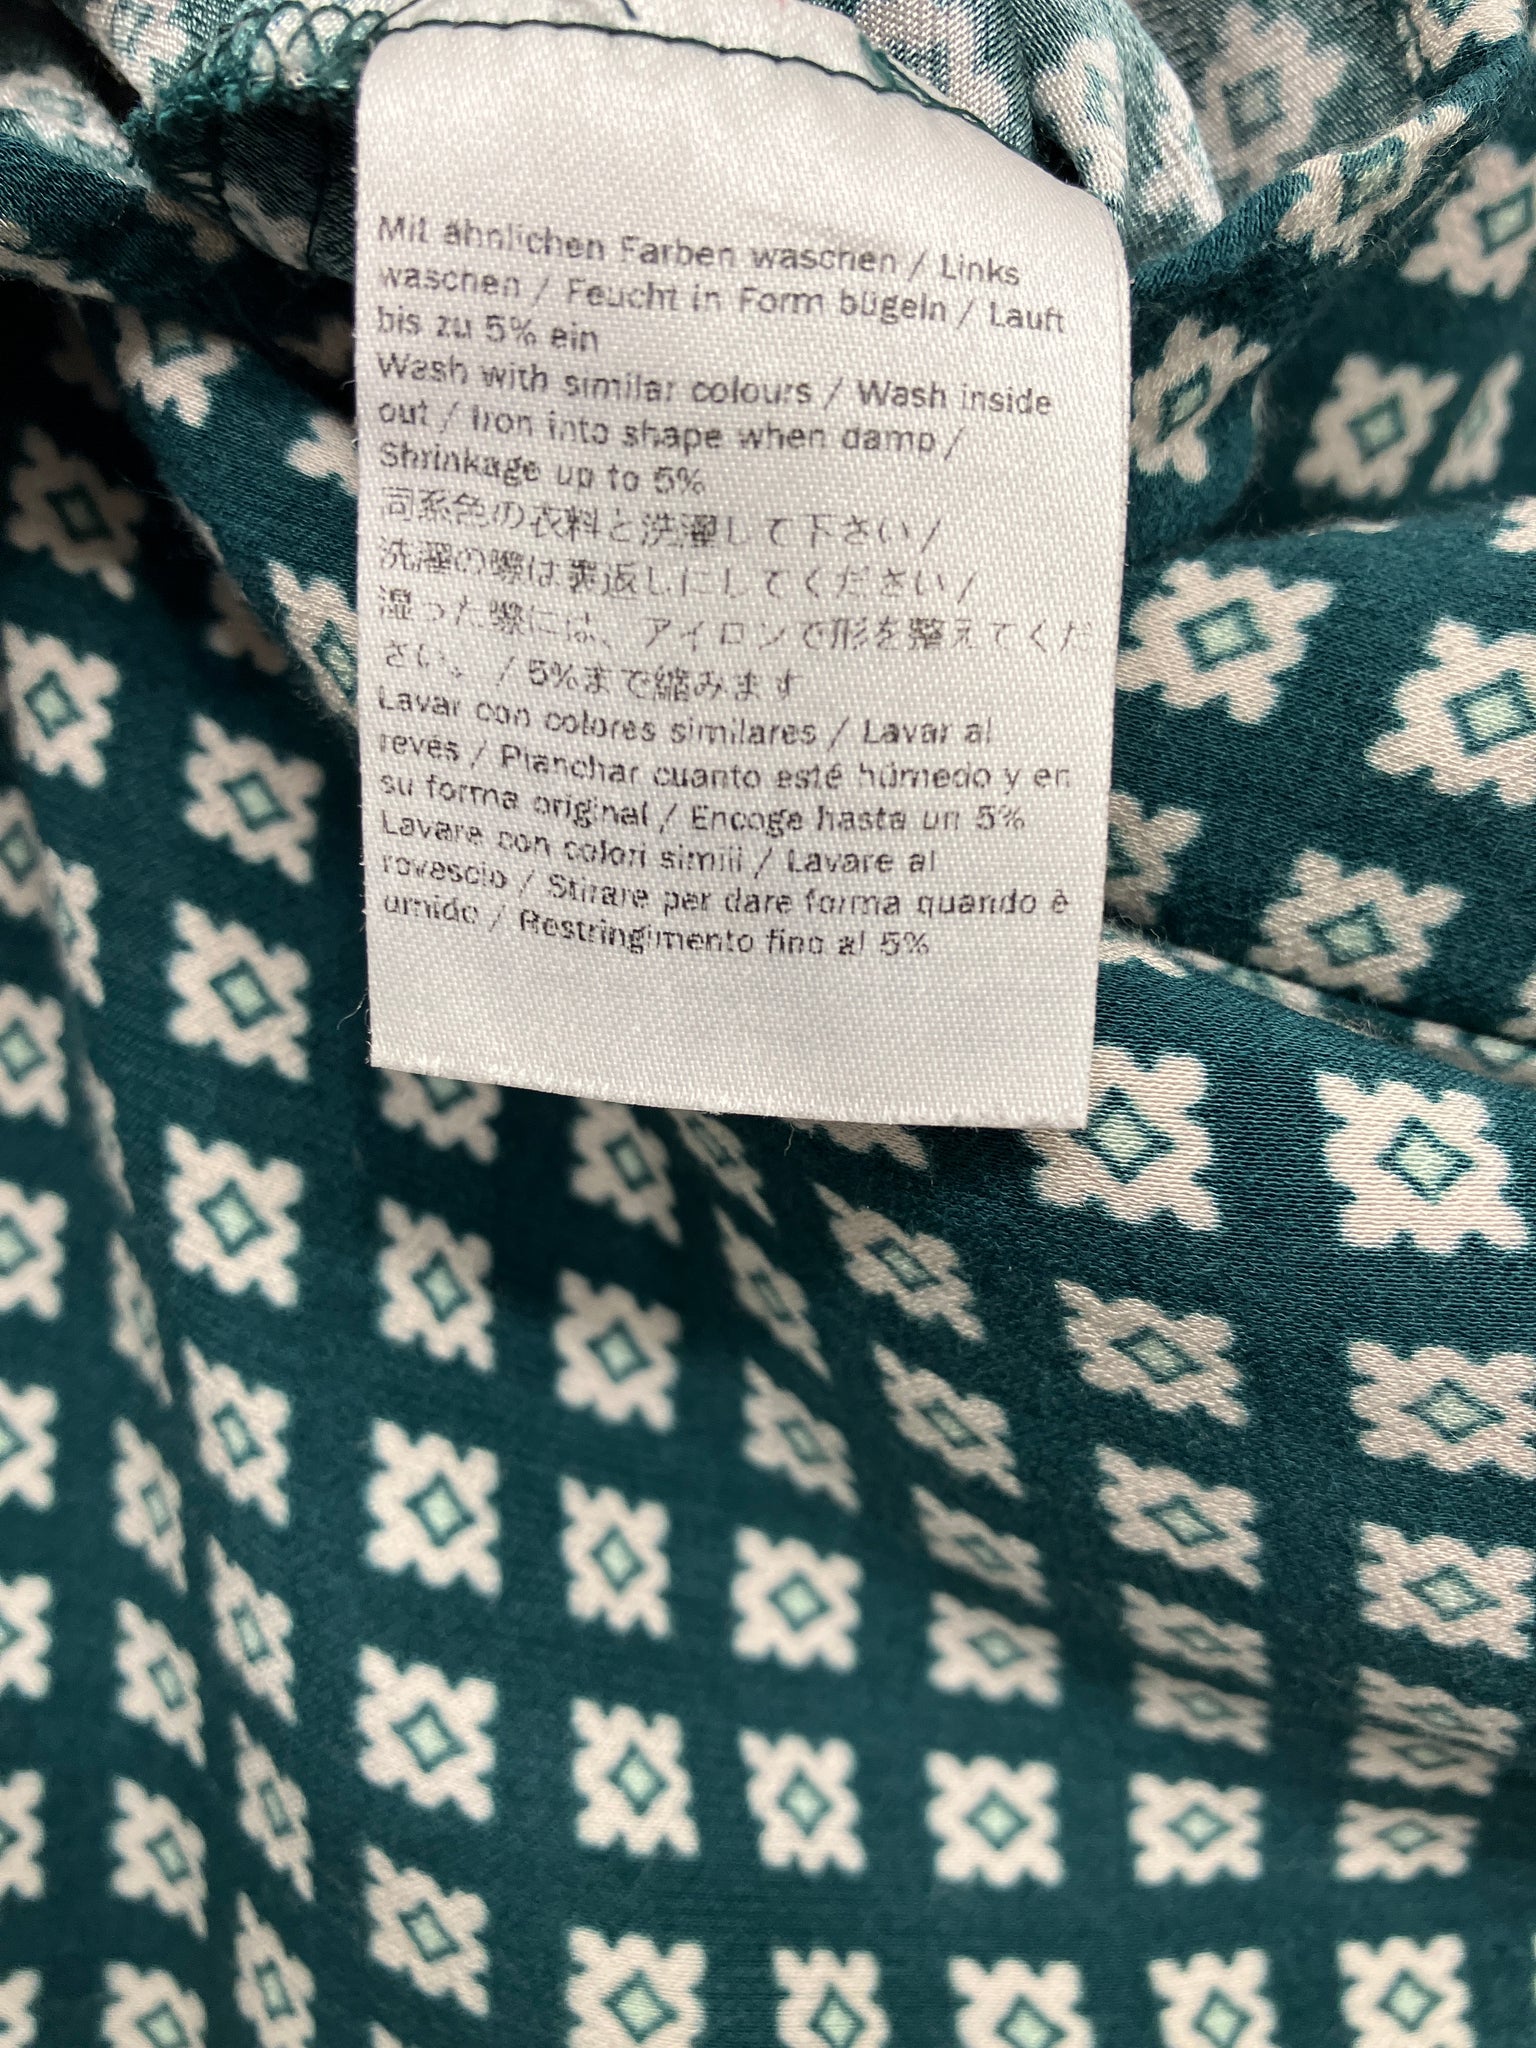 Mit ähnlichen Farben waschen / Links
waschen / Feucht in Form bügeln / Lauft
bis zu 5% ein
Wash with similar colours / Wash inside
out / Iron into shape when damp /
Shrinkage up to 5%
同系色の衣料と洗濯して下さい /
洗濯の際は裏返しにしてください /
湿った際には、アイロンで形を整えてくだ
さい。 / 5%まで縮みます
Lavar con colores similares / Lavar al
revés / Planchar cuanto esté húmedo y en
su forma original / Encoge hasta un 5%
Lavare con colori simili / Lavare al
rovescio / Stirare per dare forma quando è
umido / Restringimento fino al 5%